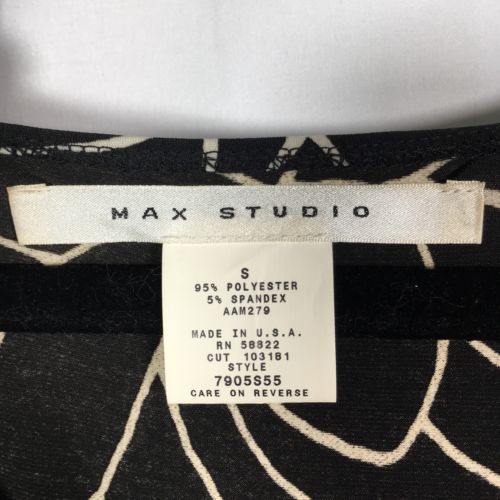 MAX STUDIO
S
95% POLYESTER
5% SPANDEX
AAM279
MADE IN U.S.A.
RN 58822
CUT 103181
STYLE
7905S55
CARE ON REVERSE